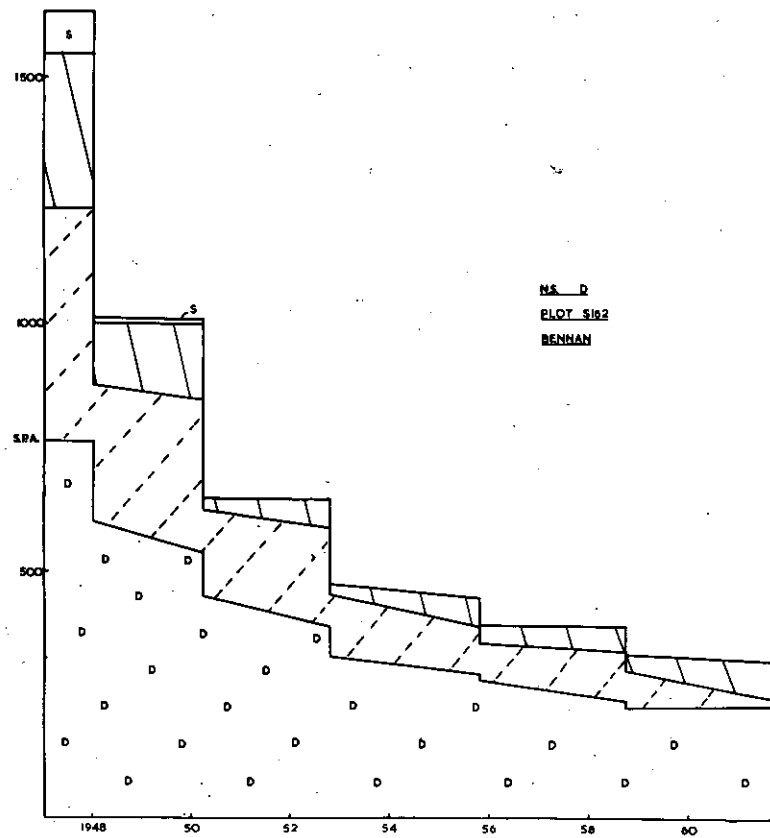 S
1500
S
1000
N.S. D
PLOT S162
BENNAN
S.P.A.
D
500
D D
D
D D D
D D
D D D
D D D D D D
D D D D D D
1948 50 52 54 56 58 60